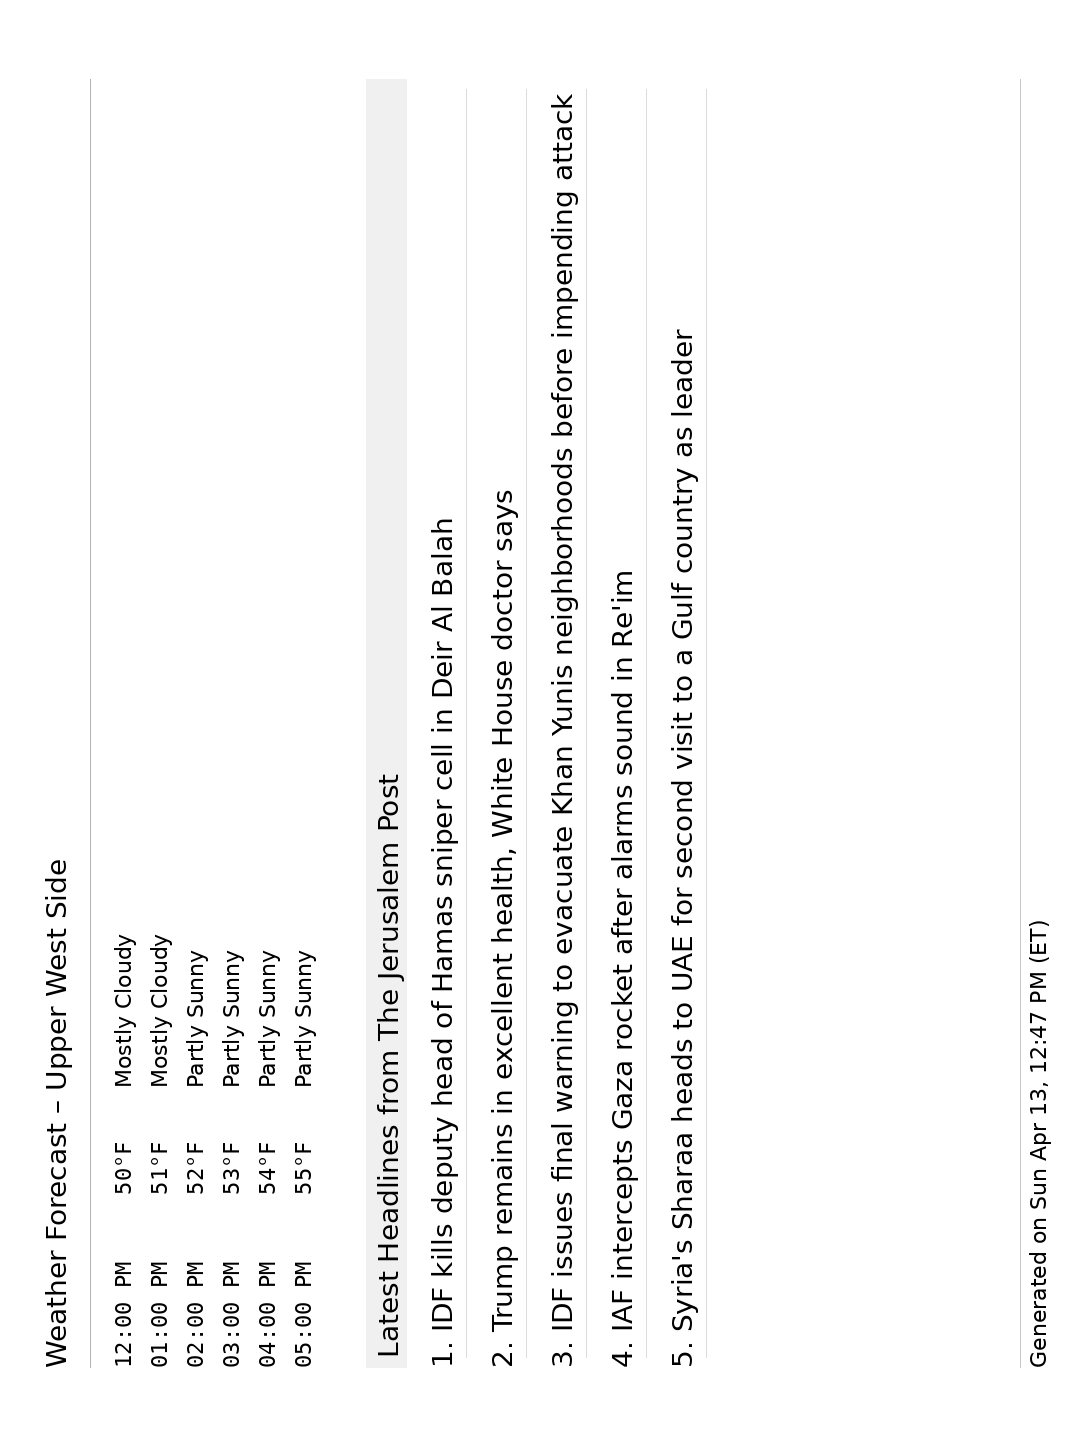 Weather Forecast – Upper West Side
12:00 PM 50°F Mostly Cloudy
01:00 PM 51°F Mostly Cloudy
02:00 PM 52°F Partly Sunny
03:00 PM 53°F Partly Sunny
04:00 PM 54°F Partly Sunny
05:00 PM 55°F Partly Sunny
Latest Headlines from The Jerusalem Post
1. IDF kills deputy head of Hamas sniper cell in Deir Al Balah
2. Trump remains in excellent health, White House doctor says
3. IDF issues final warning to evacuate Khan Yunis neighborhoods before impending attack
4. IAF intercepts Gaza rocket after alarms sound in Re'im
5. Syria's Sharaa heads to UAE for second visit to a Gulf country as leader
Generated on Sun Apr 13, 12:47 PM (ET)